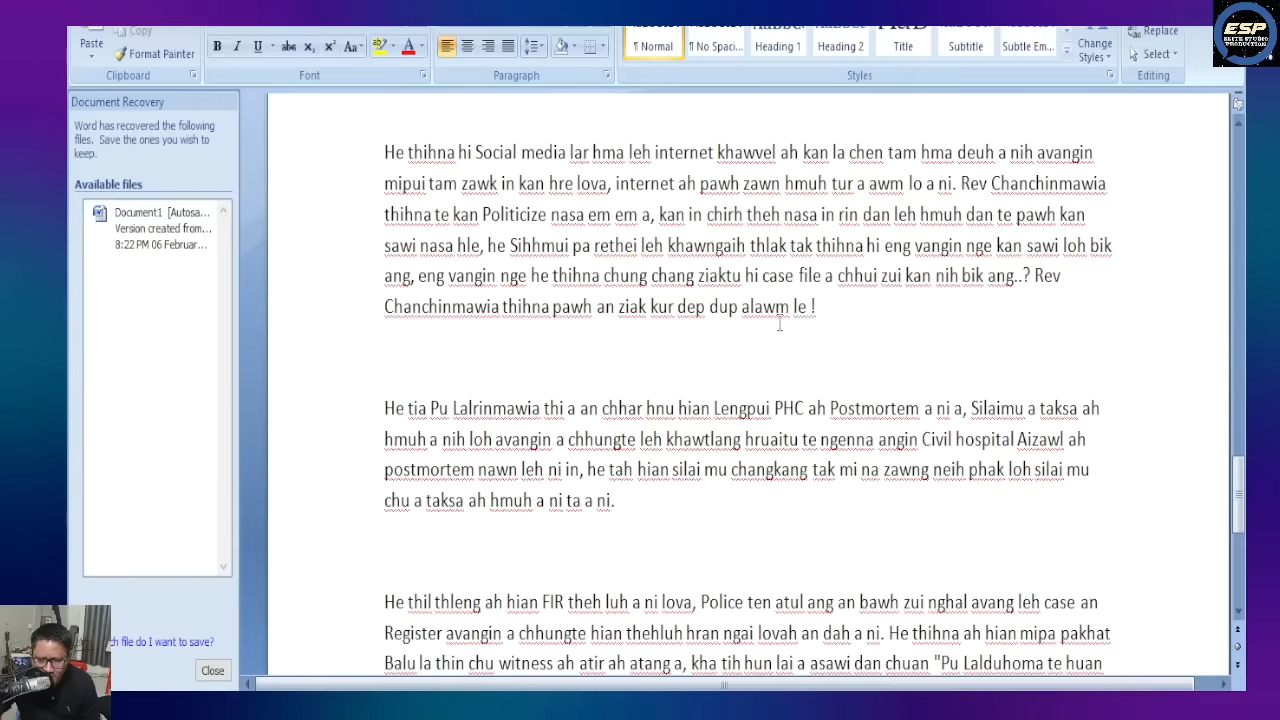 ESP
ELITE STUDIO
PRODUCTION
Copy
Replace
Paste
Format Painter
B I U abc x₂ x² Aa A
¶ Normal
¶ No Spaci...
Heading 1
Heading 2
Title
Subtitle
Subtle Em...
Change
Styles
Select
Clipboard
Font
Paragraph
Styles
Editing
Document Recovery
Word has recovered the following
files. Save the ones you wish to
keep.
Available files
Document1 [Autosa...
Version created from...
8:22 PM 06 Februar...
file do I want to save?
Close
He thihna hi Social media lar hma leh internet khawvel ah kan la chen tam hma deuh a nih avangin
mipui tam zawk in kan hre lova, internet ah pawh zawn hmuh tur a awm lo a ni. Rev Chanchinmawia
thihna te kan Politicize nasa em em a, kan in chirh theh nasa in rin dan leh hmuh dan te pawh kan
sawi nasa hle, he Sihhmui pa rethei leh khawngaih thlak tak thihna hi eng vangin nge kan sawi loh bik
ang, eng vangin nge he thihna chung chang ziaktu hi case file a chhui zui kan nih bik ang..? Rev
Chanchinmawia thihna pawh an ziak kur dep dup alawm le !
He tia Pu Lalrinmawia thi a an chhar hnu hian Lengpui PHC ah Postmortem a ni a, Silaimu a taksa ah
hmuh a nih loh avangin a chhungte leh khawtlang hruaitu te ngenna angin Civil hospital Aizawl ah
postmortem nawn leh ni in, he tah hian silai mu changkang tak mi na zawng neih phak loh silai mu
chu a taksa ah hmuh a ni ta a ni.
He thil thleng ah hian FIR theh luh a ni lova, Police ten atul ang an bawh zui nghal avang leh case an
Register avangin a chhungte hian thehluh hran ngai lovah an dah a ni. He thihna ah hian mipa pakhat
Balu la thin chu witness ah atir ah atang a, kha tih hun lai a asawi dan chuan "Pu Lalduhoma te huan